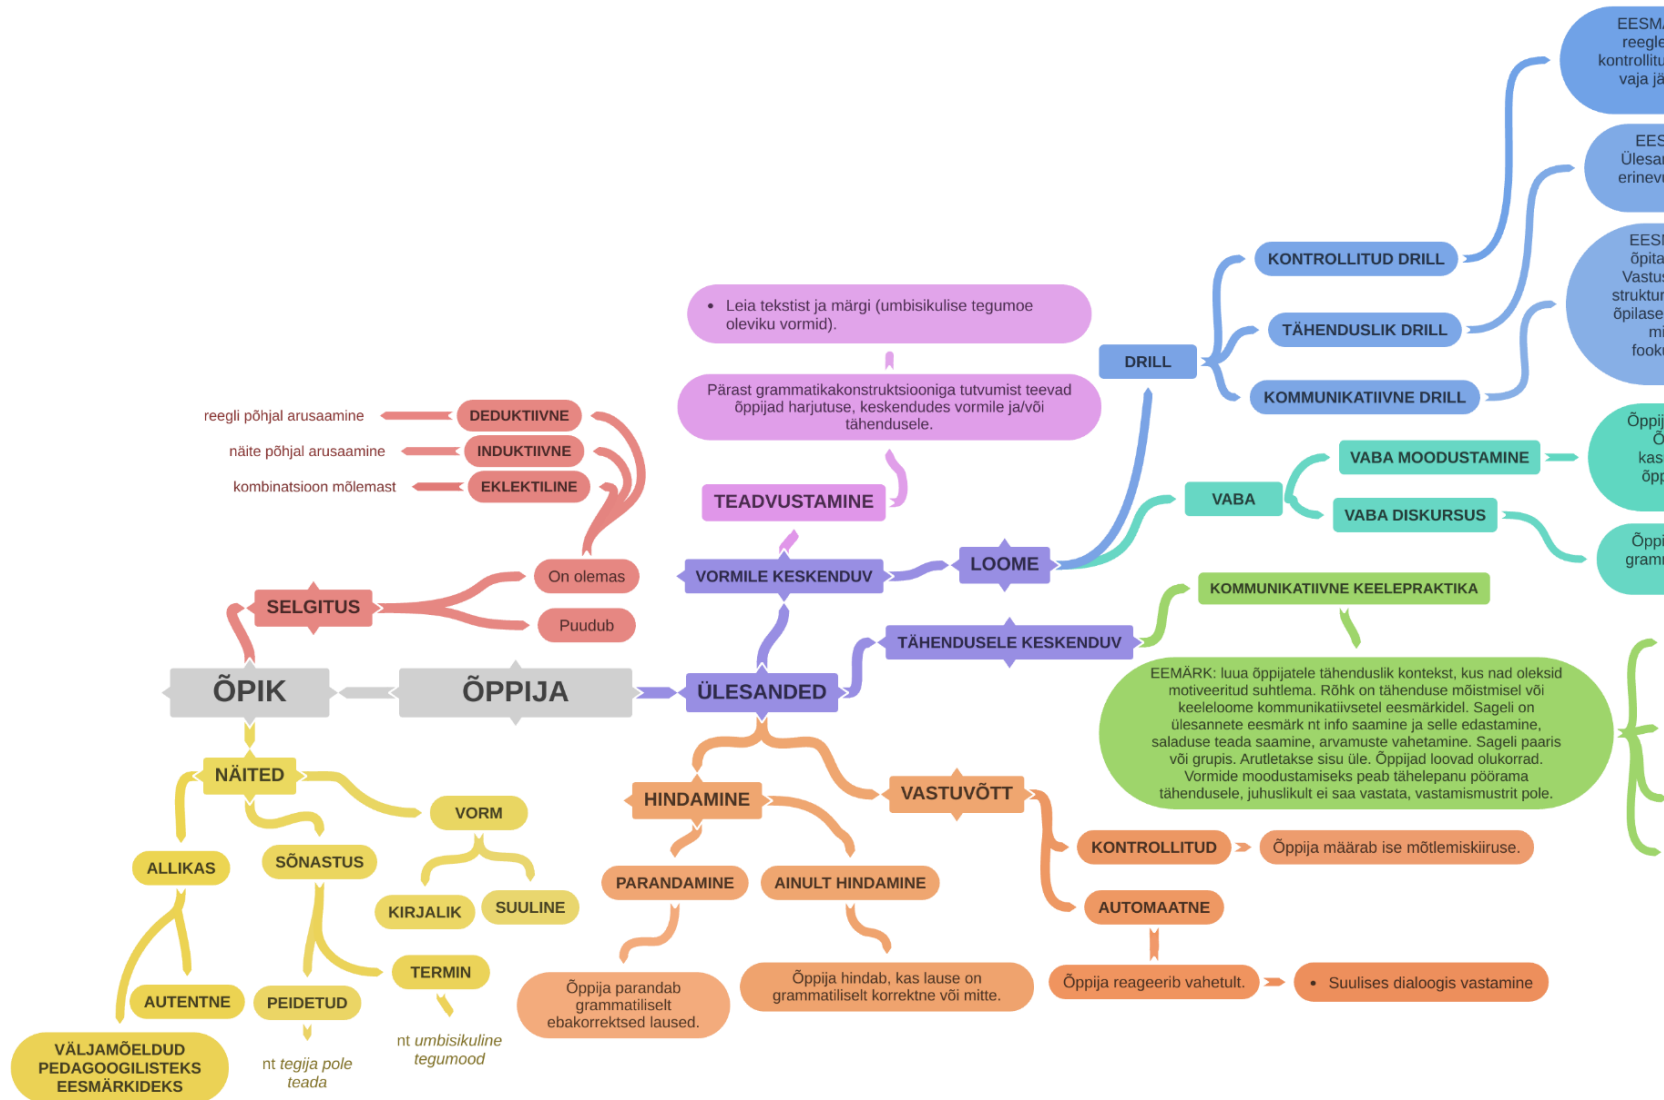 reegli põhjal arusaamine
DEDUKTIIVNE
näite põhjal arusaamine
INDUKTIIVNE
kombinatsioon mõlemast
EKLEKTILINE
On olemas
SELGITUS
Puudub
ÕPIK
ÕPPIJA
ÜLESANDED
NÄITED
ALLIKAS
SÕNASTUS
VORM
KIRJALIK
SUULINE
AUTENTNE
VÄLJAMÕELDUD
PEDAGOOGILISTEKS
EESMÄRKIDEKS
PEIDETUD
nt tegija pole
teada
TERMIN
nt umbisikuline
tegumood
• Leia tekstist ja märgi (umbisikulise tegumoe
oleviku vormid).
Pärast grammatikakonstruktsiooniga tutvumist teevad
õppijad harjutuse, keskendudes vormile ja/või
tähendusele.
TEADVUSTAMINE
VORMILE KESKENDUV
LOOME
TÄHENDUSELE KESKENDUV
DRILL
KONTROLLITUD DRILL
TÄHENDUSLIK DRILL
KOMMUNIKATIIVNE DRILL
VABA
VABA MOODUSTAMINE
VABA DISKURSUS
KOMMUNIKATIIVNE KEELEPRAKTIKA
EEMÄRK: luua õppijatele tähenduslik kontekst, kus nad oleksid
motiveeritud suhtlema. Rõhk on tähenduse mõistmisel või
keeleloome kommunikatiivsetel eesmärkidel. Sageli on
ülesannete eesmärk nt info saamine ja selle edastamine,
saladuse teada saamine, arvamuste vahetamine. Sageli paaris
või grupis. Arutletakse sisu üle. Õppijad loovad olukorrad.
Vormide moodustamiseks peab tähelepanu pöörama
tähendusele, juhuslikult ei saa vastata, vastamismustrit pole.
HINDAMINE
VASTUVÕTT
PARANDAMINE
AINULT HINDAMINE
Õppija parandab
grammatiliselt
ebakorrektsed laused.
Õppija hindab, kas lause on
grammatiliselt korrektne või mitte.
KONTROLLITUD
Õppija määrab ise mõtlemiskiiruse.
AUTOMAATNE
Õppija reageerib vahetult.
• Suulises dialoogis vastamine